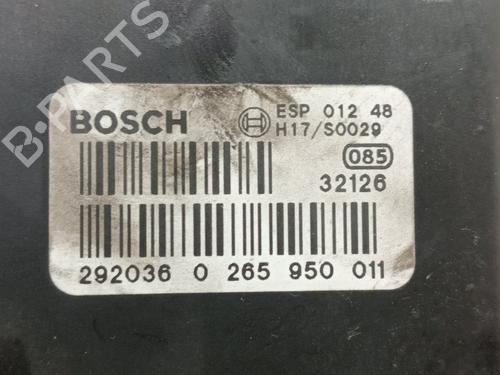 B-PARTS
BOSCH
ESP 012 48
H17/S0029
085
32126
292036 0 265 950 011